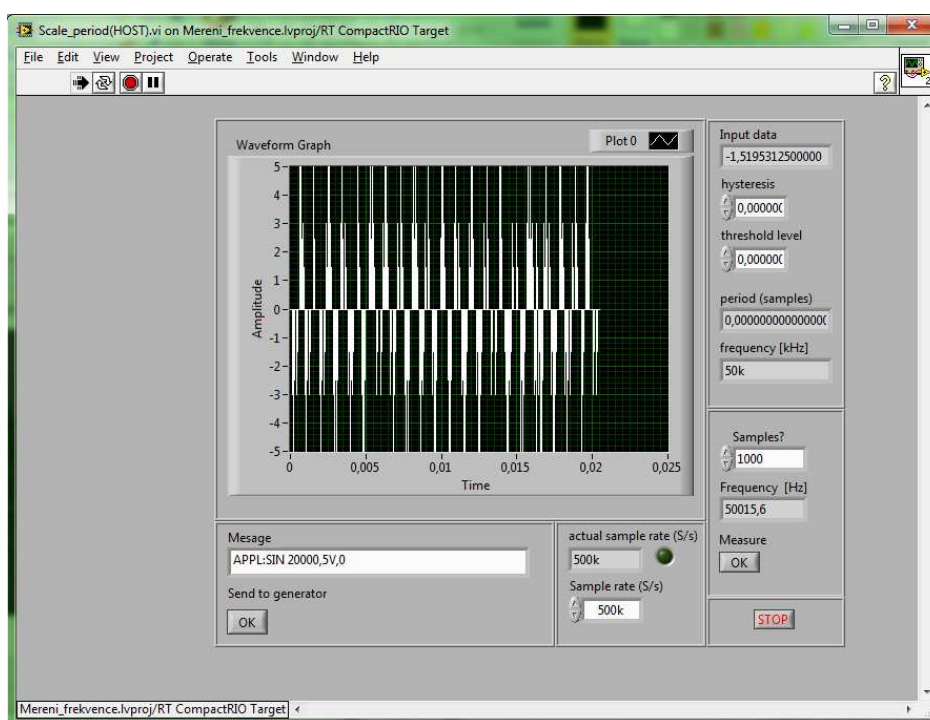 Scale_period(HOST).vi on Mereni_frekvence.lvproj/RT CompactRIO Target
File Edit View Project Operate Tools Window Help
2
Waveform Graph
Plot 0
Amplitude
5
4
3
2
1
0
-1
-2
-3
-4
-5
0 0,005 0,01 0,015 0,02 0,025
Time
Input data
-1,5195312500000
hysteresis
0,00000(
threshold level
0,00000(
period (samples)
0,0000000000000(
frequency [kHz]
50k
Samples?
1000
Frequency [Hz]
50015,6
Measure
OK
STOP
Mesage
APPL:SIN 20000,5V,0
Send to generator
OK
actual sample rate (S/s)
500k
Sample rate (S/s)
500k
Mereni_frekvence.lvproj/RT CompactRIO Target